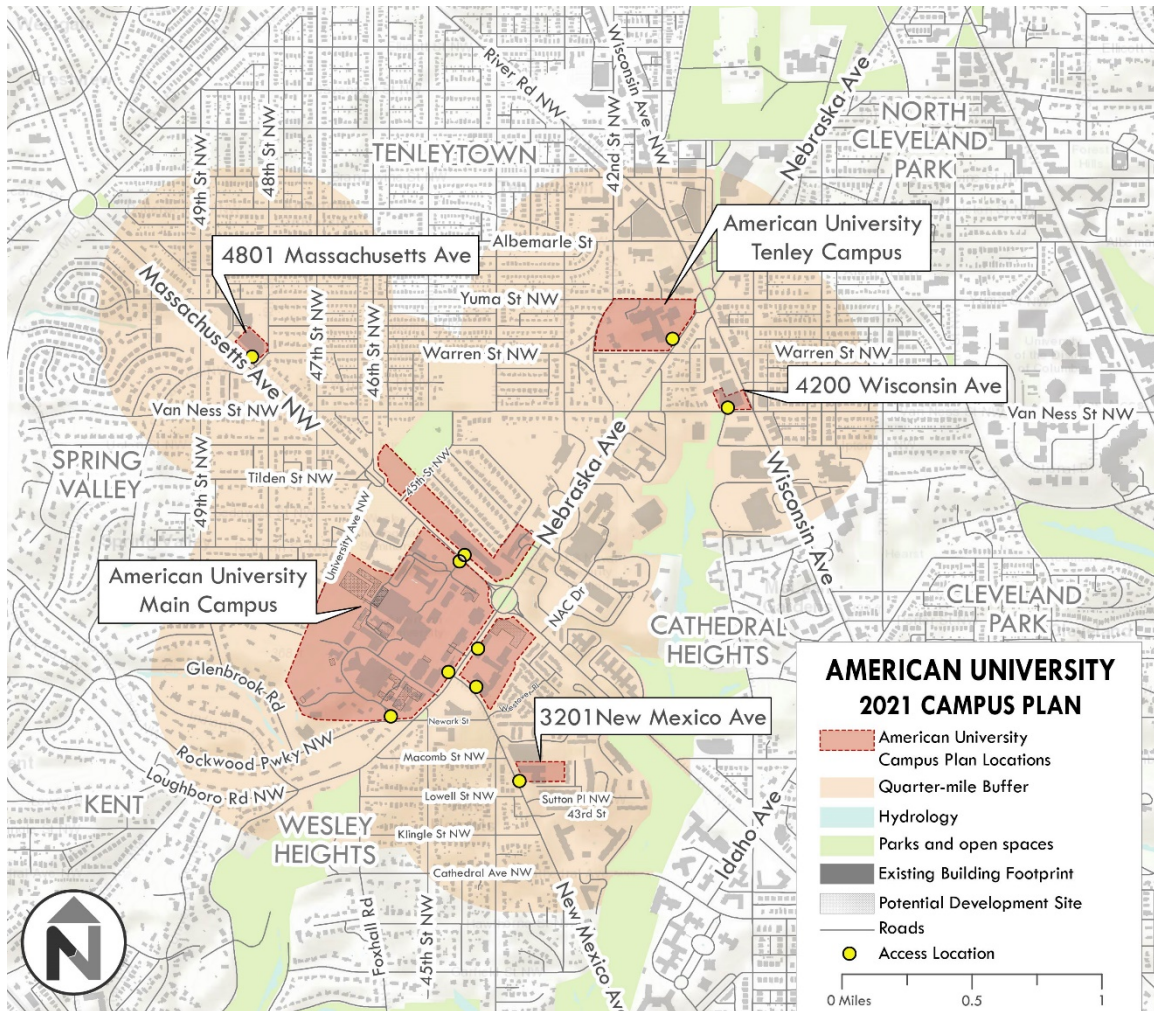 River Rd NW
Wisconsin Ave NW
42nd St NW
Nebraska Ave
NORTH
CLEVELAND
PARK
TENLEYTOWN
49th St NW
48th St NW
American University
Tenley Campus
4801 Massachusetts Ave
Albemarle St
Massachusetts Ave NW
Yuma St NW
47th St NW
46th St NW
Warren St NW
Warren St NW
4200 Wisconsin Ave
Van Ness St NW
Van Ness St NW
SPRING
VALLEY
49th St NW
Tilden St NW
45th St NW
Nebraska Ave
Wisconsin Ave
University Ave NW
American University
Main Campus
NAC Dr
CATHEDRAL
HEIGHTS
CLEVELAND
PARK
Glenbrook Rd
Westover Pl
Newark St
3201New Mexico Ave
Rockwood Pwky NW
Macomb St NW
Loughboro Rd NW
Lowell St NW
Sutton Pl NW
43rd St
KENT
WESLEY
HEIGHTS
Klingle St NW
Cathedral Ave NW
Idaho Ave
Foxhall Rd
45th St NW
New Mexico Ave
N
AMERICAN UNIVERSITY
2021 CAMPUS PLAN
American University
Campus Plan Locations
Quarter-mile Buffer
Hydrology
Parks and open spaces
Existing Building Footprint
Potential Development Site
Roads
Access Location
0 Miles
0.5
1